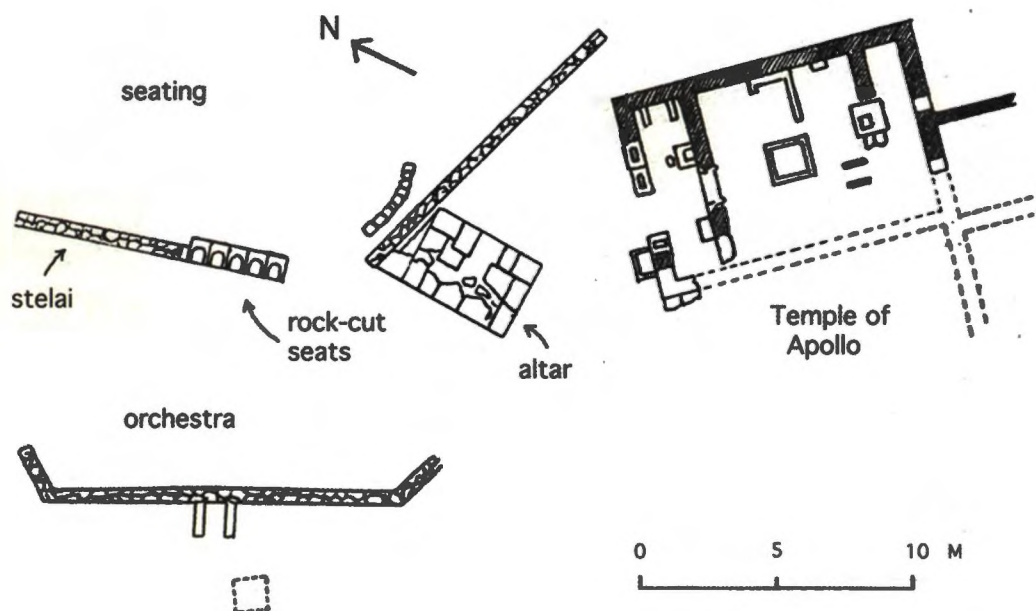 N
seating
stelai
rock-cut
seats
altar
Temple of
Apollo
orchestra
0 5 10 M